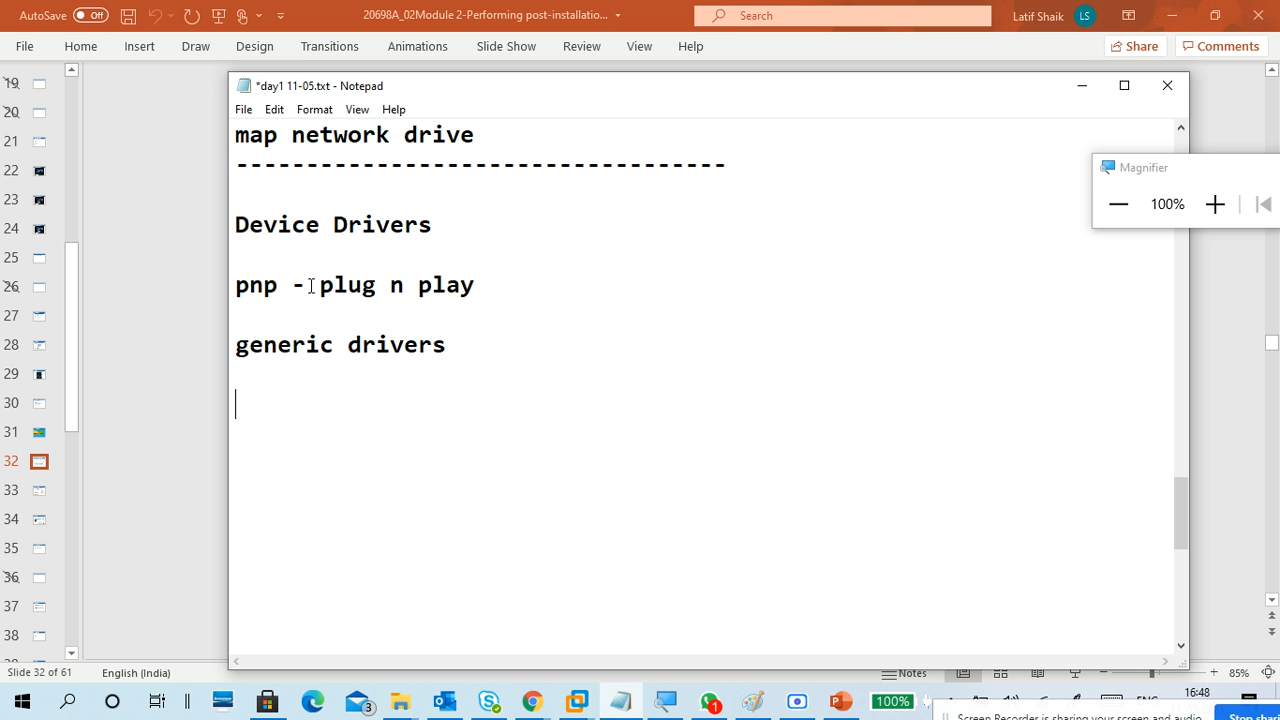 AutoSave Off 20698A_02Module 2-Performing post-installatio... Search Latif Shaik LS
File Home Insert Draw Design Transitions Animations Slide Show Review View Help Share Comments
*day1 11-05.txt - Notepad
File Edit Format View Help
map network drive
-----------------------------------
Device Drivers
pnp - plug n play
generic drivers
Magnifier
100%
19
20
21
22
23
24
25
26
27
28
29
30
31
32
33
34
35
36
37
38
Slide 32 of 61 English (India) Notes 85%
3 1 100% 16:48
Screen Recorder is sharing your screen and audio.